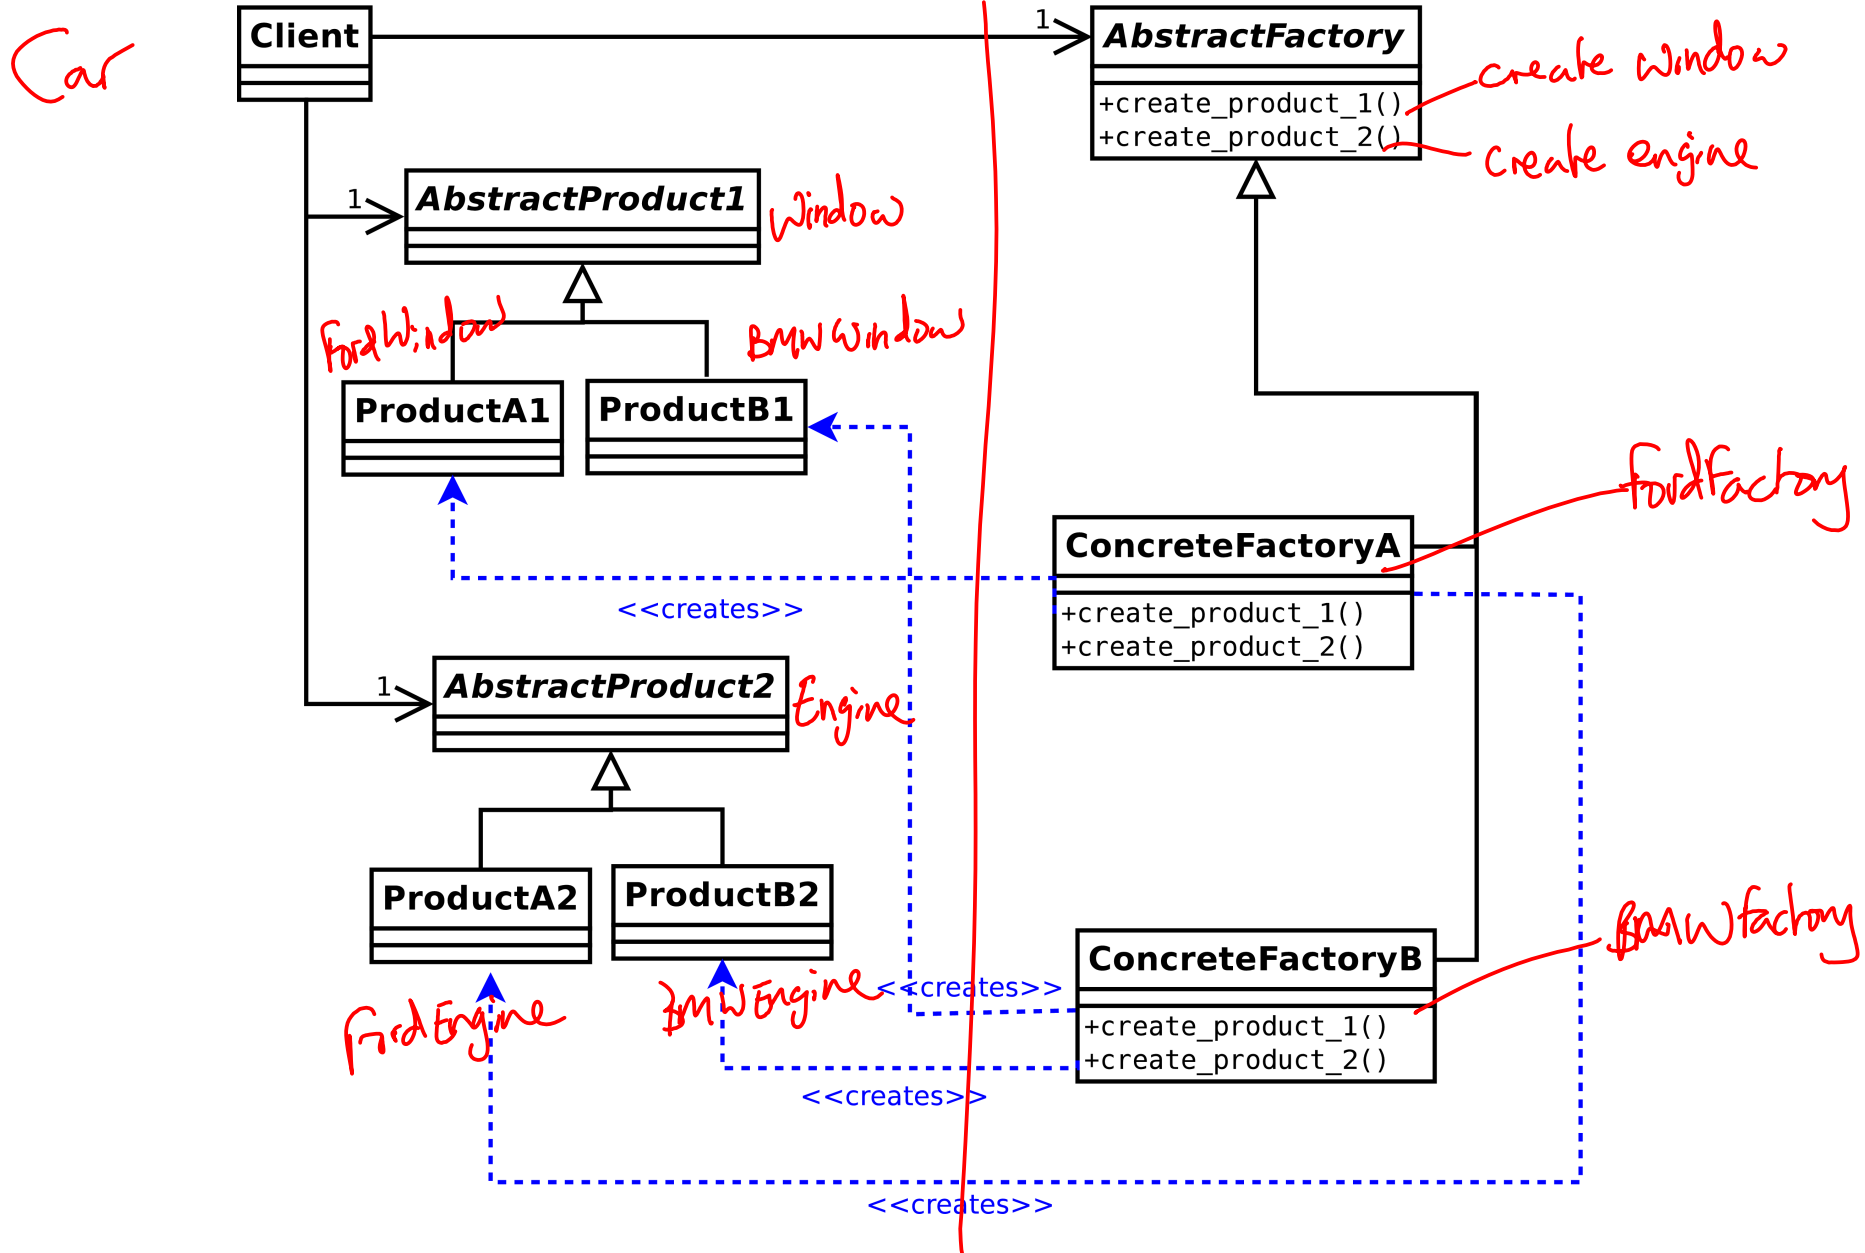 Car
Client
1
AbstractFactory
+create_product_1()
+create_product_2()
create window
create engine
1
AbstractProduct1
Window
FordWindow
BMWWindow
ProductA1
ProductB1
FordFactory
ConcreteFactoryA
+create_product_1()
+create_product_2()
<<creates>>
1
AbstractProduct2
Engine
ProductA2
ProductB2
BMWFactory
ConcreteFactoryB
+create_product_1()
+create_product_2()
FordEngine
BMWEngine
<<creates>>
<<creates>>
<<creates>>